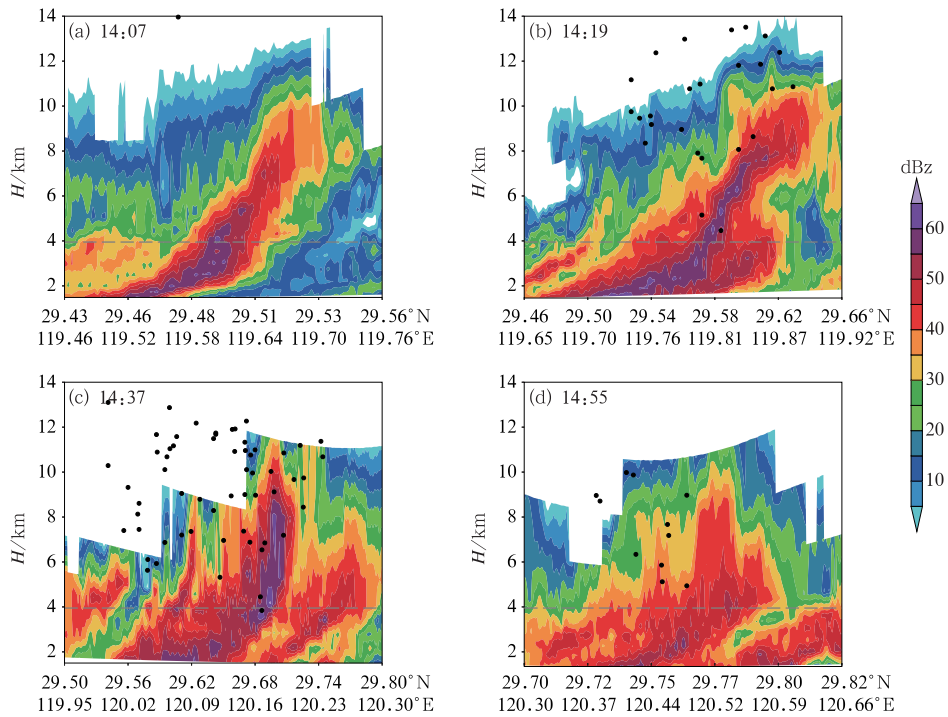 (a) 14:07
(b) 14:19
14
12
10
8
6
4
2
H/km
14
12
10
8
6
4
2
H/km
29.43 29.46 29.48 29.51 29.53 29.56°N
119.46 119.52 119.58 119.64 119.70 119.76°E
29.46 29.50 29.54 29.58 29.62 29.66°N
119.65 119.70 119.76 119.81 119.87 119.92°E
dBz
60
50
40
30
20
10
(c) 14:37
(d) 14:55
14
12
10
8
6
4
2
H/km
14
12
10
8
6
4
2
H/km
29.50 29.56 29.62 29.68 29.74 29.80°N
119.95 120.02 120.09 120.16 120.23 120.30°E
29.70 29.72 29.75 29.77 29.80 29.82°N
120.30 120.37 120.44 120.52 120.59 120.66°E